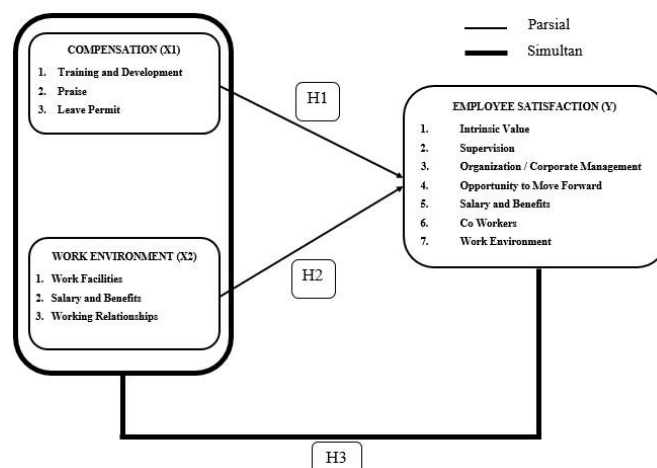 Parsial
Simultan
COMPENSATION (X1)
1. Training and Development
2. Praise
3. Leave Permit
H1
EMPLOYEE SATISFACTION (Y)
1. Intrinsic Value
2. Supervision
3. Organization / Corporate Management
4. Opportunity to Move Forward
5. Salary and Benefits
6. Co Workers
7. Work Environment
WORK ENVIRONMENT (X2)
1. Work Facilities
2. Salary and Benefits
3. Working Relationships
H2
H3